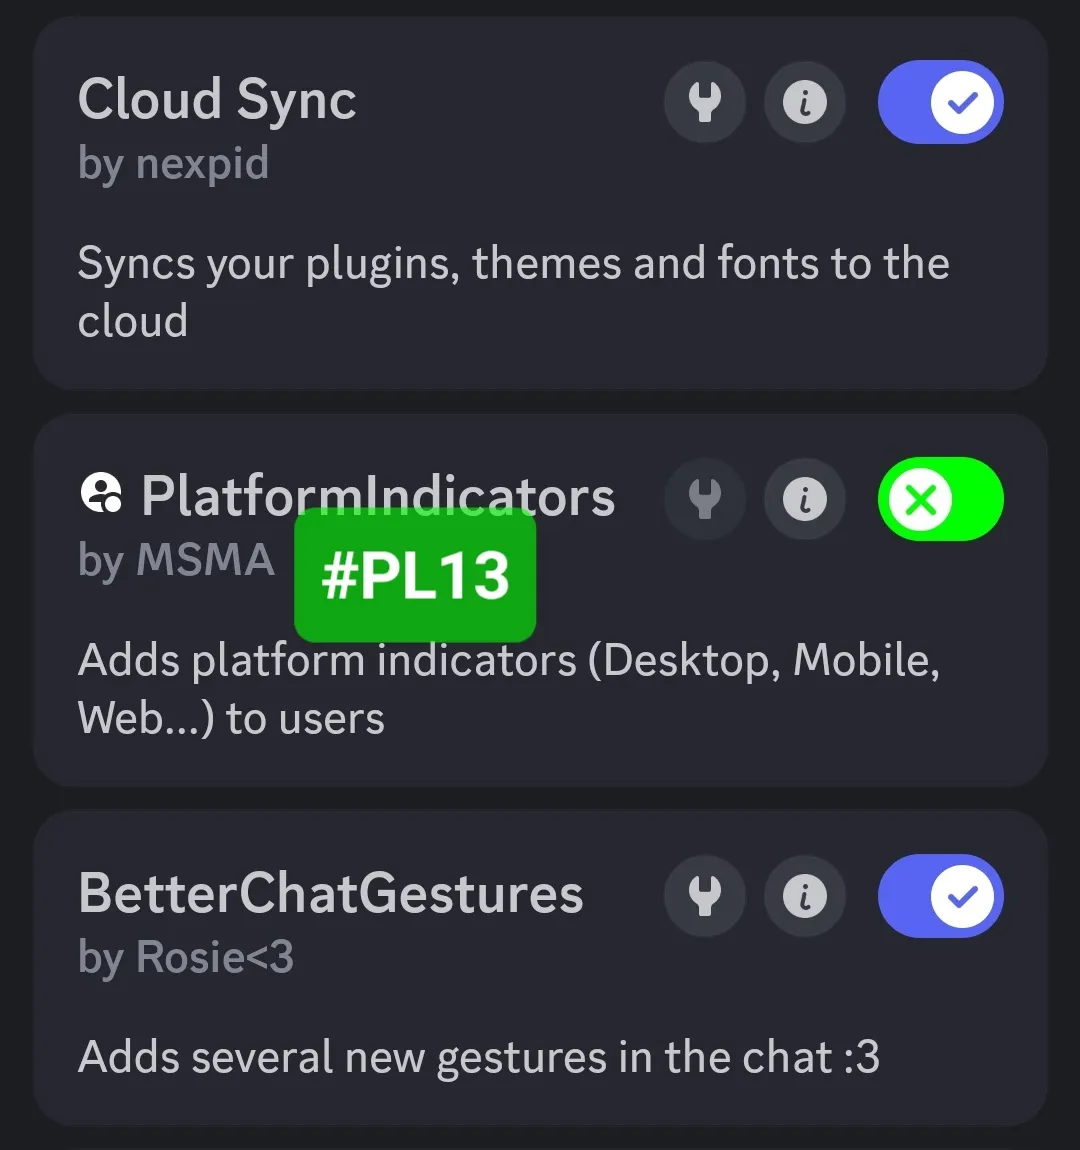 Cloud Sync
by nexpid
Syncs your plugins, themes and fonts to the
cloud
PlatformIndicators
by MSMA
#PL13
Adds platform indicators (Desktop, Mobile,
Web...) to users
BetterChatGestures
by Rosie<3
Adds several new gestures in the chat :3